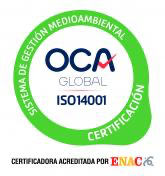 SISTEMA DE GESTIÓN MEDIOAMBIENTAL
OCA
GLOBAL
ISO14001
CERTIFICACIÓN
CERTIFICADORA ACREDITADA POR ENAC